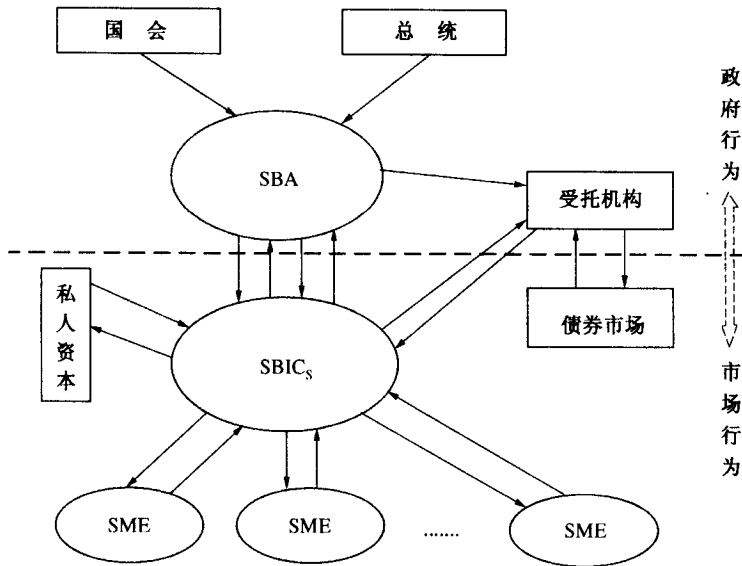 国 会
总 统
政府行为
SBA
受托机构
私人资本
SBICs
债券市场
市场行为
SME
SME
.......
SME